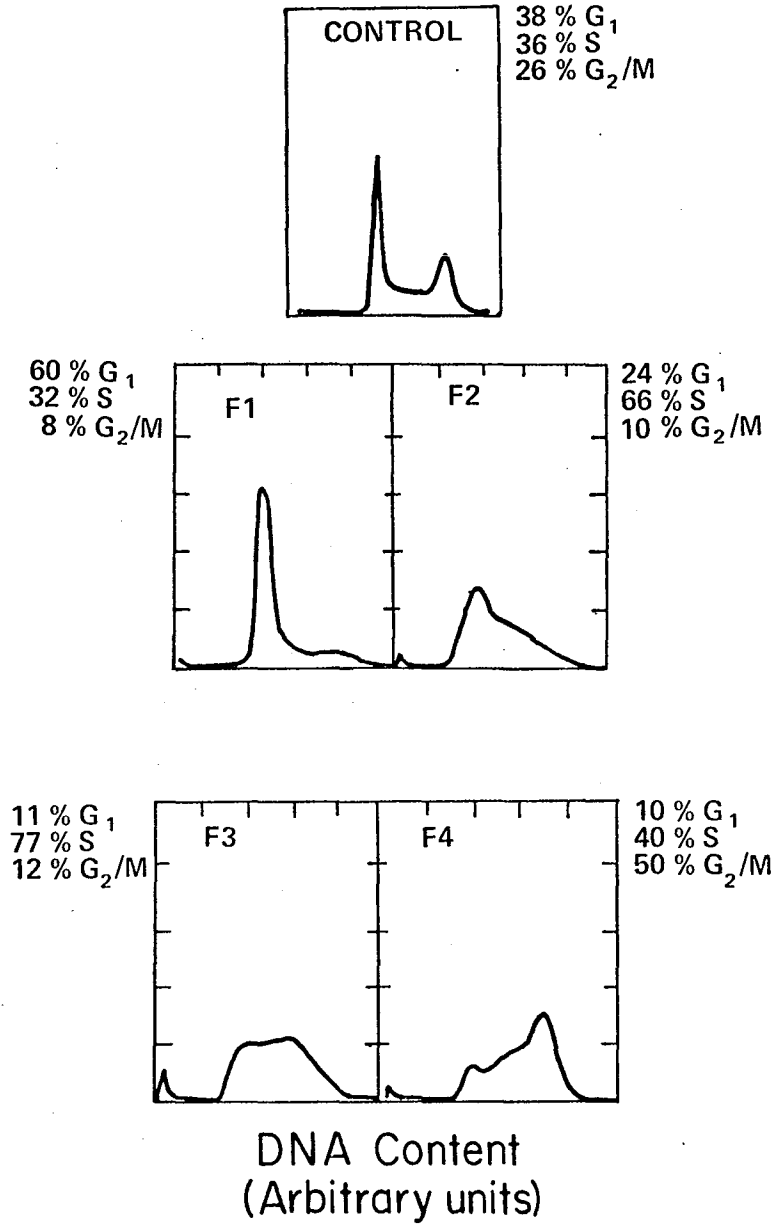 CONTROL
38 % G₁
36 % S
26 % G₂/M
60 % G₁
32 % S
8 % G₂/M
F1
F2
24 % G₁
66 % S
10 % G₂/M
11 % G₁
77 % S
12 % G₂/M
F3
F4
10 % G₁
40 % S
50 % G₂/M
DNA Content
(Arbitrary units)